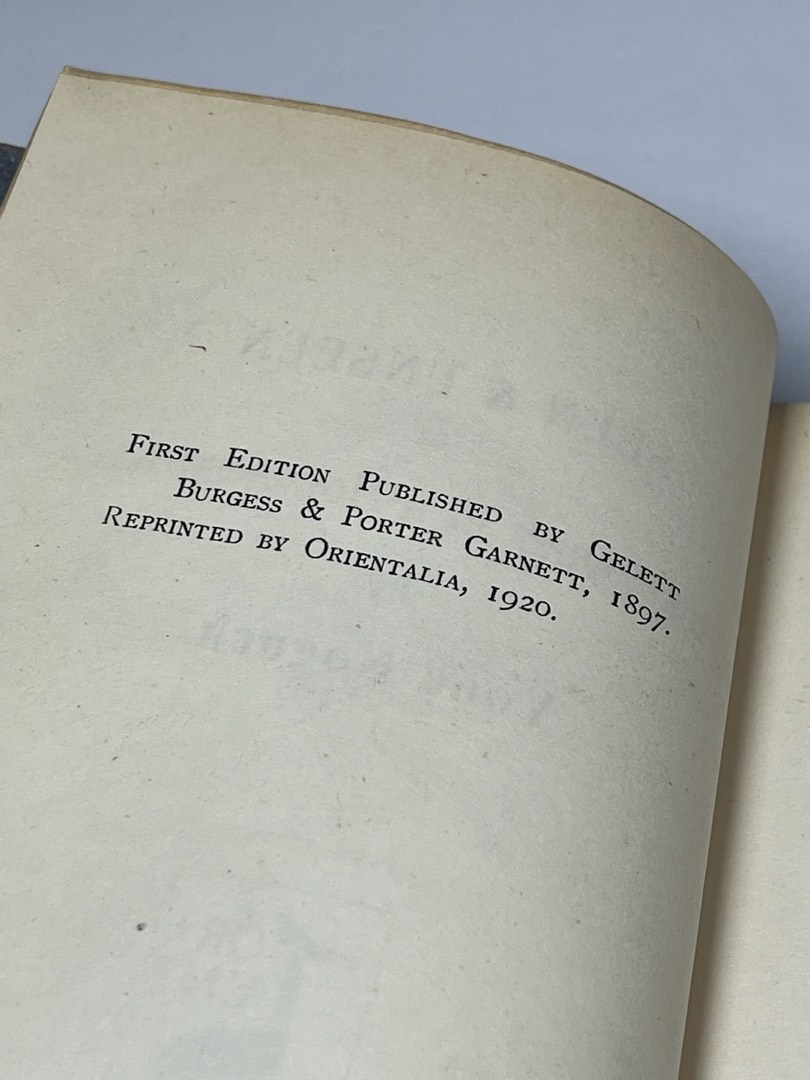 First Edition Published by Gelett
Burgess & Porter Garnett, 1897.
Reprinted by Orientalia, 1920.